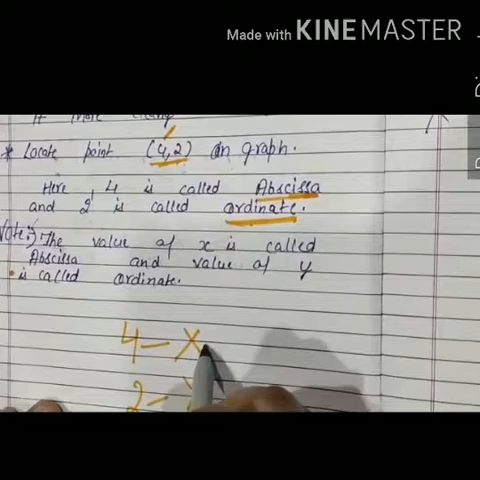 Made with KINEMASTER
* Locate point (4,2) on graph.
Here, 4 is called Abscissa
and 2 is called ordinate.
Note:-) The value of x is called
Abscissa and value of y
is called ordinate.
4 - X
2 -